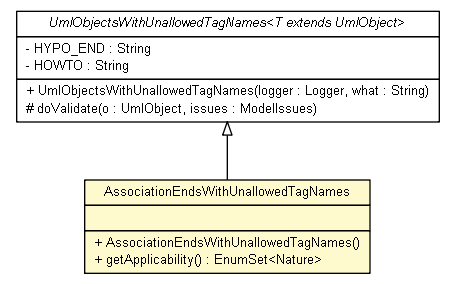 UmlObjectsWithUnallowedTagNames<T extends UmlObject>
- HYPO_END : String
- HOWTO : String
+ UmlObjectsWithUnallowedTagNames(logger : Logger, what : String)
# doValidate(o : UmlObject, issues : ModelIssues)
AssociationEndsWithUnallowedTagNames
+ AssociationEndsWithUnallowedTagNames()
+ getApplicability() : EnumSet<Nature>